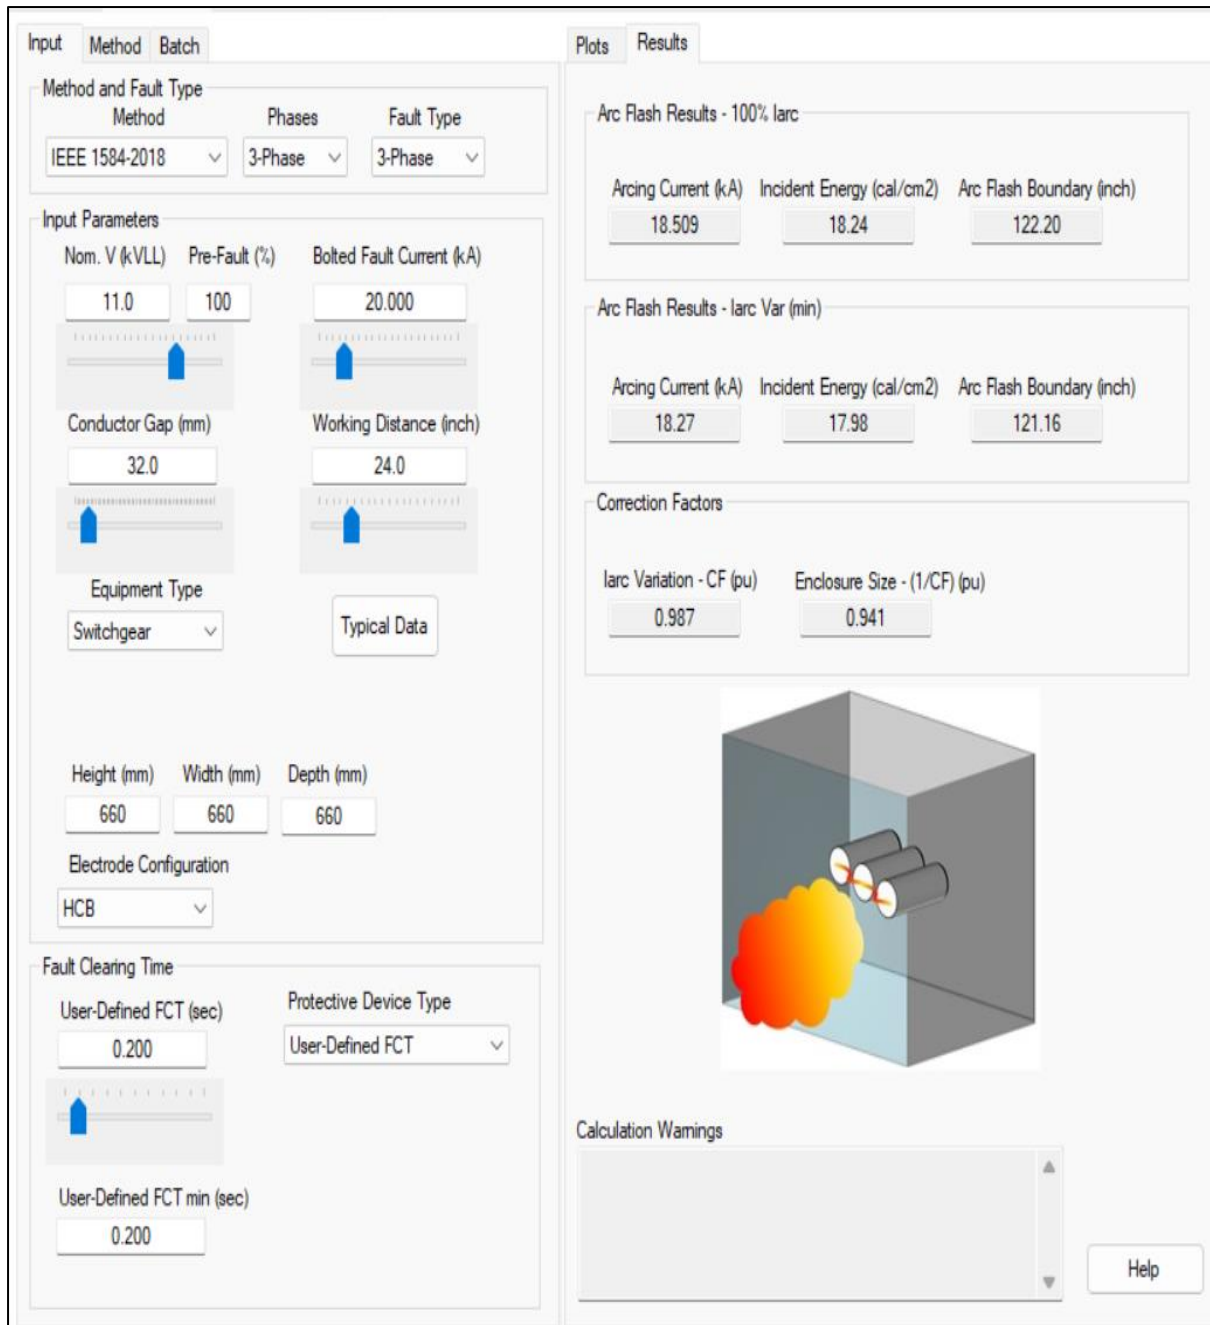 Input Method Batch
Method and Fault Type
Method Phases Fault Type
IEEE 1584-2018 3-Phase 3-Phase
Input Parameters
Nom. V (kVLL) Pre-Fault (%) Bolted Fault Current (kA)
11.0 100 20.000
Conductor Gap (mm) Working Distance (inch)
32.0 24.0
Equipment Type
Switchgear Typical Data
Height (mm) Width (mm) Depth (mm)
660 660 660
Electrode Configuration
HCB
Fault Clearing Time
User-Defined FCT (sec) Protective Device Type
0.200 User-Defined FCT
User-Defined FCT min (sec)
0.200
Plots Results
Arc Flash Results - 100% Iarc
Arcing Current (kA) Incident Energy (cal/cm2) Arc Flash Boundary (inch)
18.509 18.24 122.20
Arc Flash Results - Iarc Var (min)
Arcing Current (kA) Incident Energy (cal/cm2) Arc Flash Boundary (inch)
18.27 17.98 121.16
Correction Factors
Iarc Variation - CF (pu) Enclosure Size - (1/CF) (pu)
0.987 0.941
Calculation Warnings
Help